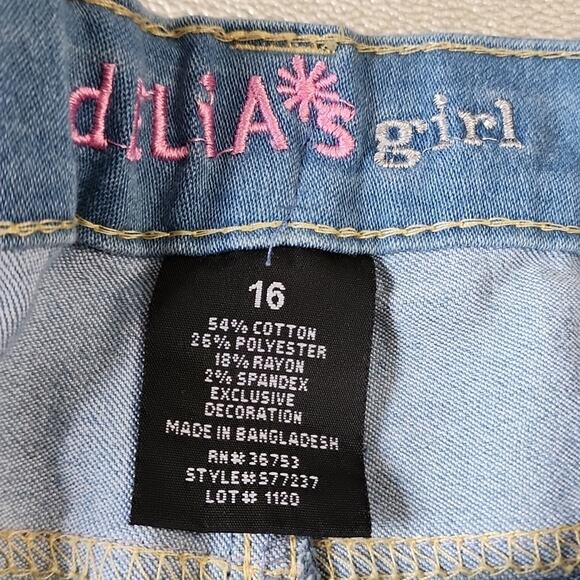 dELiA*s girl
16
54% COTTON
26% POLYESTER
18% RAYON
2% SPANDEX
EXCLUSIVE
DECORATION
MADE IN BANGLADESH
RN# 36753
STYLE#S77237
LOT# 1120